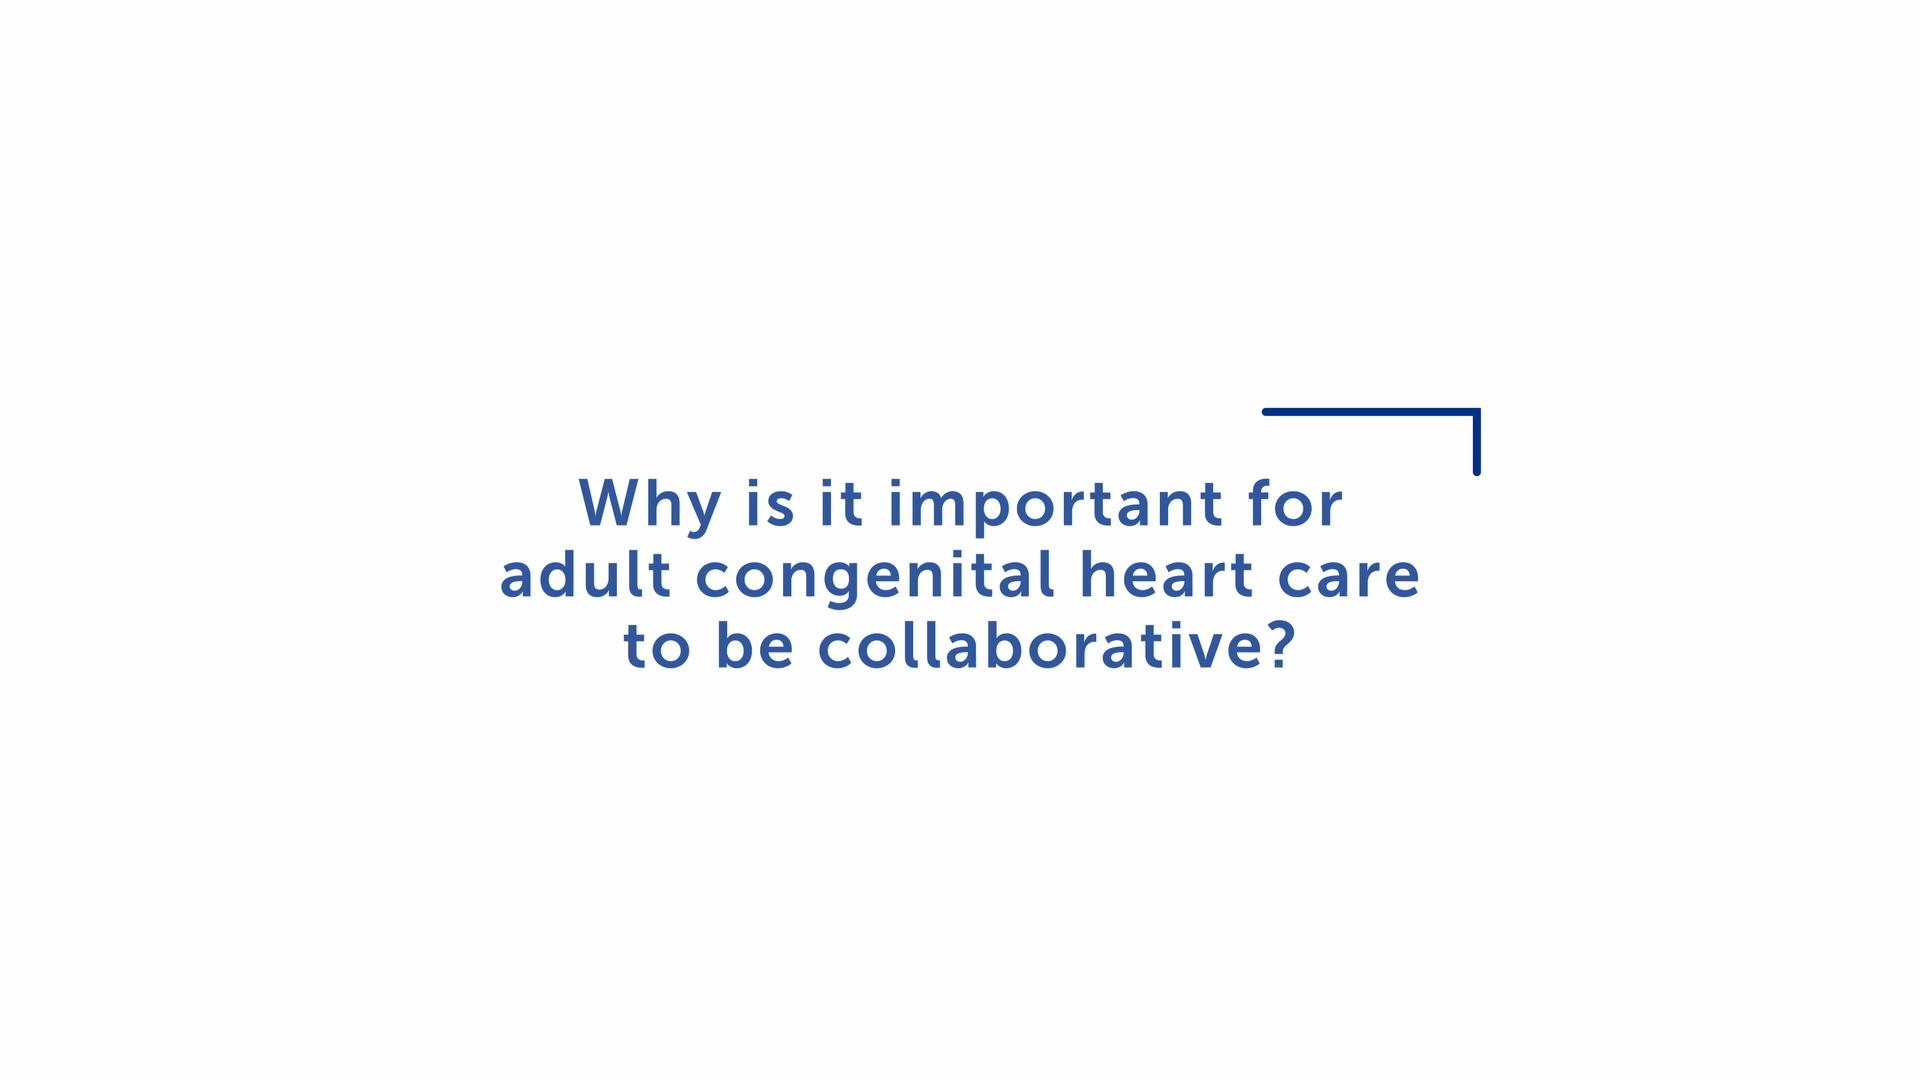 Why is it important for
adult congenital heart care
to be collaborative?